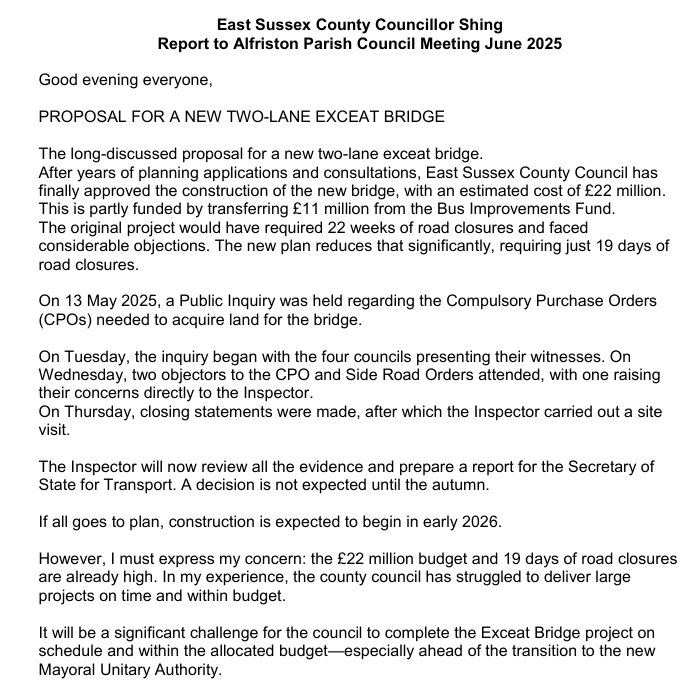 East Sussex County Councillor Shing
Report to Alfriston Parish Council Meeting June 2025
Good evening everyone,
PROPOSAL FOR A NEW TWO-LANE EXCEAT BRIDGE
The long-discussed proposal for a new two-lane exceat bridge.
After years of planning applications and consultations, East Sussex County Council has
finally approved the construction of the new bridge, with an estimated cost of £22 million.
This is partly funded by transferring £11 million from the Bus Improvements Fund.
The original project would have required 22 weeks of road closures and faced
considerable objections. The new plan reduces that significantly, requiring just 19 days of
road closures.
On 13 May 2025, a Public Inquiry was held regarding the Compulsory Purchase Orders
(CPOs) needed to acquire land for the bridge.
On Tuesday, the inquiry began with the four councils presenting their witnesses. On
Wednesday, two objectors to the CPO and Side Road Orders attended, with one raising
their concerns directly to the Inspector.
On Thursday, closing statements were made, after which the Inspector carried out a site
visit.
The Inspector will now review all the evidence and prepare a report for the Secretary of
State for Transport. A decision is not expected until the autumn.
If all goes to plan, construction is expected to begin in early 2026.
However, I must express my concern: the £22 million budget and 19 days of road closures
are already high. In my experience, the county council has struggled to deliver large
projects on time and within budget.
It will be a significant challenge for the council to complete the Exceat Bridge project on
schedule and within the allocated budget—especially ahead of the transition to the new
Mayoral Unitary Authority.